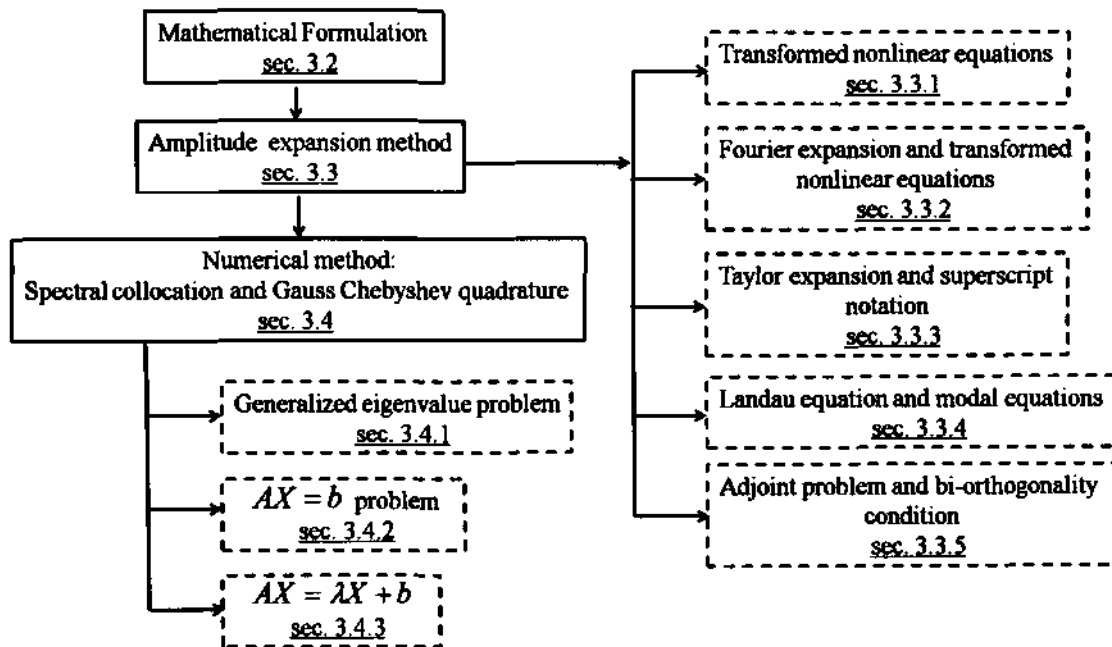 Mathematical Formulation
sec. 3.2
Amplitude expansion method
sec. 3.3
Numerical method:
Spectral collocation and Gauss Chebyshev quadrature
sec. 3.4
Generalized eigenvalue problem
sec. 3.4.1
AX = b problem
sec. 3.4.2
AX = λX + b
sec. 3.4.3
Transformed nonlinear equations
sec. 3.3.1
Fourier expansion and transformed
nonlinear equations
sec. 3.3.2
Taylor expansion and superscript
notation
sec. 3.3.3
Landau equation and modal equations
sec. 3.3.4
Adjoint problem and bi-orthogonality
condition
sec. 3.3.5